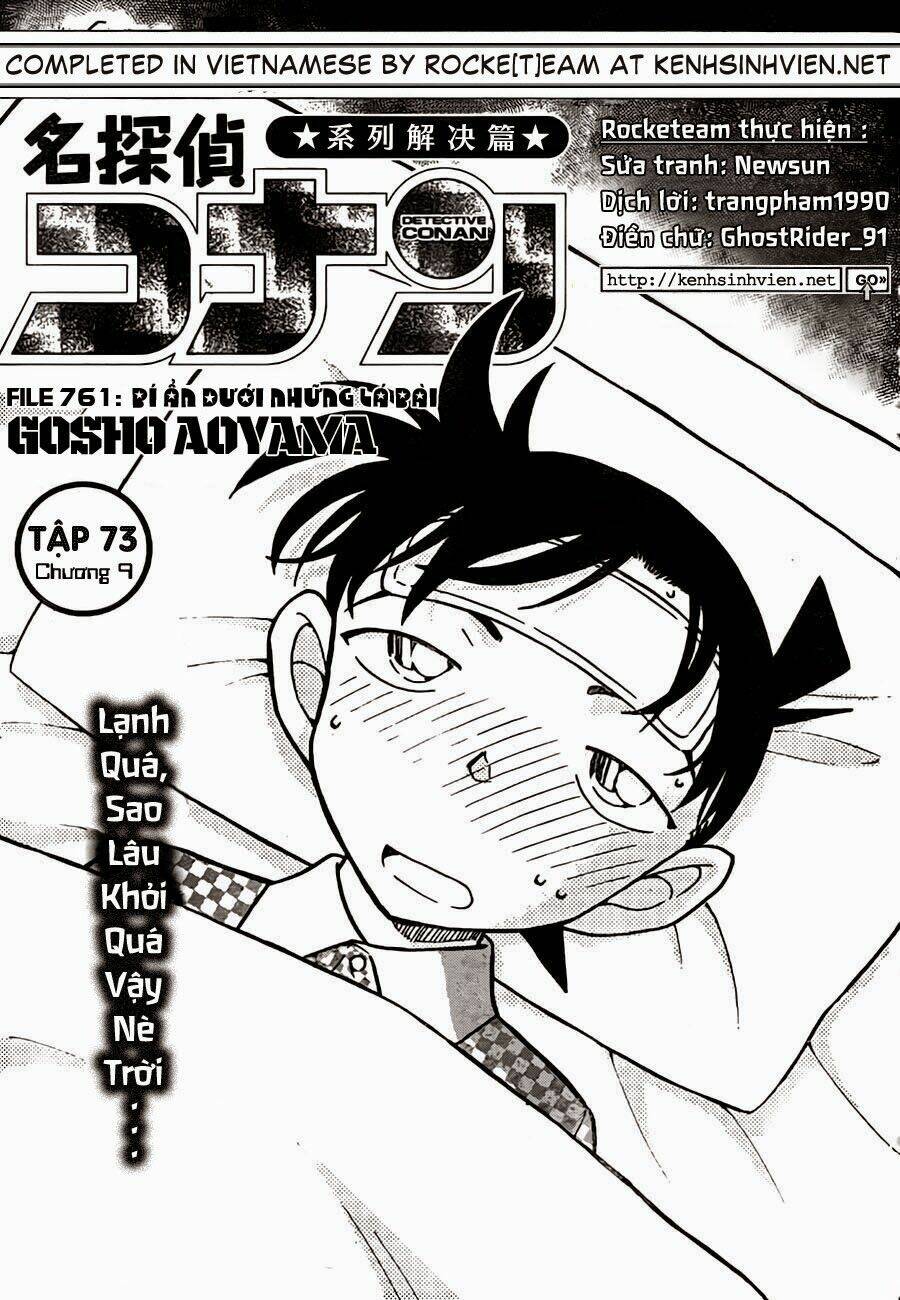 COMPLETED IN VIETNAMESE BY ROCKE[T]EAM AT KENHSINHVIEN.NET
名探偵
★系列解决篇★
コナン
DETECTIVE
CONAN
Rocketeam thực hiện :
Sửa tranh: Newsun
Dịch lời: trangpham1990
Điền chữ: GhostRider_91
http://kenhsinhvien.net GO»
FILE 761: BÍ ẨN DƯỚI NHỮNG LÁ BÀI
GOSHO AOYAMA
TẬP 73
Chương 9
Lạnh
Quá,
Sao
Lâu
Khỏi
Quá
Vậy
Nè
Trời
...